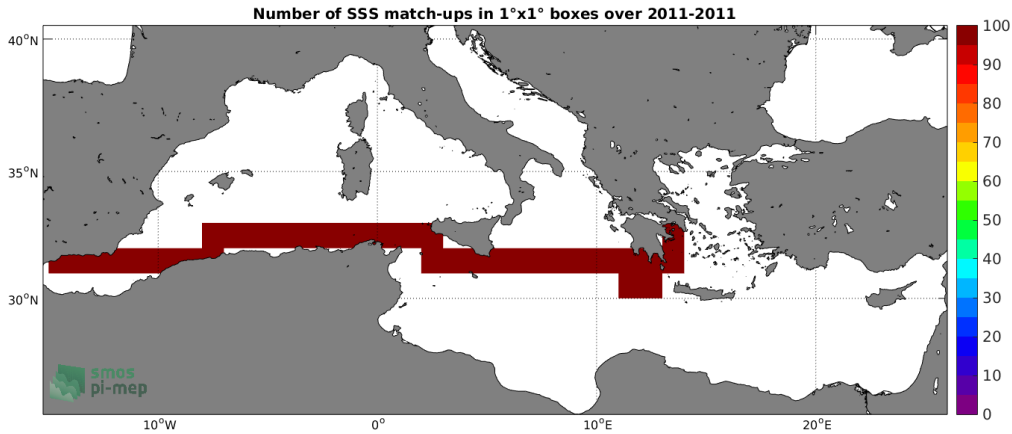 Number of SSS match-ups in 1°x1° boxes over 2011-2011
40°N
35°N
30°N
10°W
0°
10°E
20°E
100
90
80
70
60
50
40
30
20
10
0
smos
pi-mep